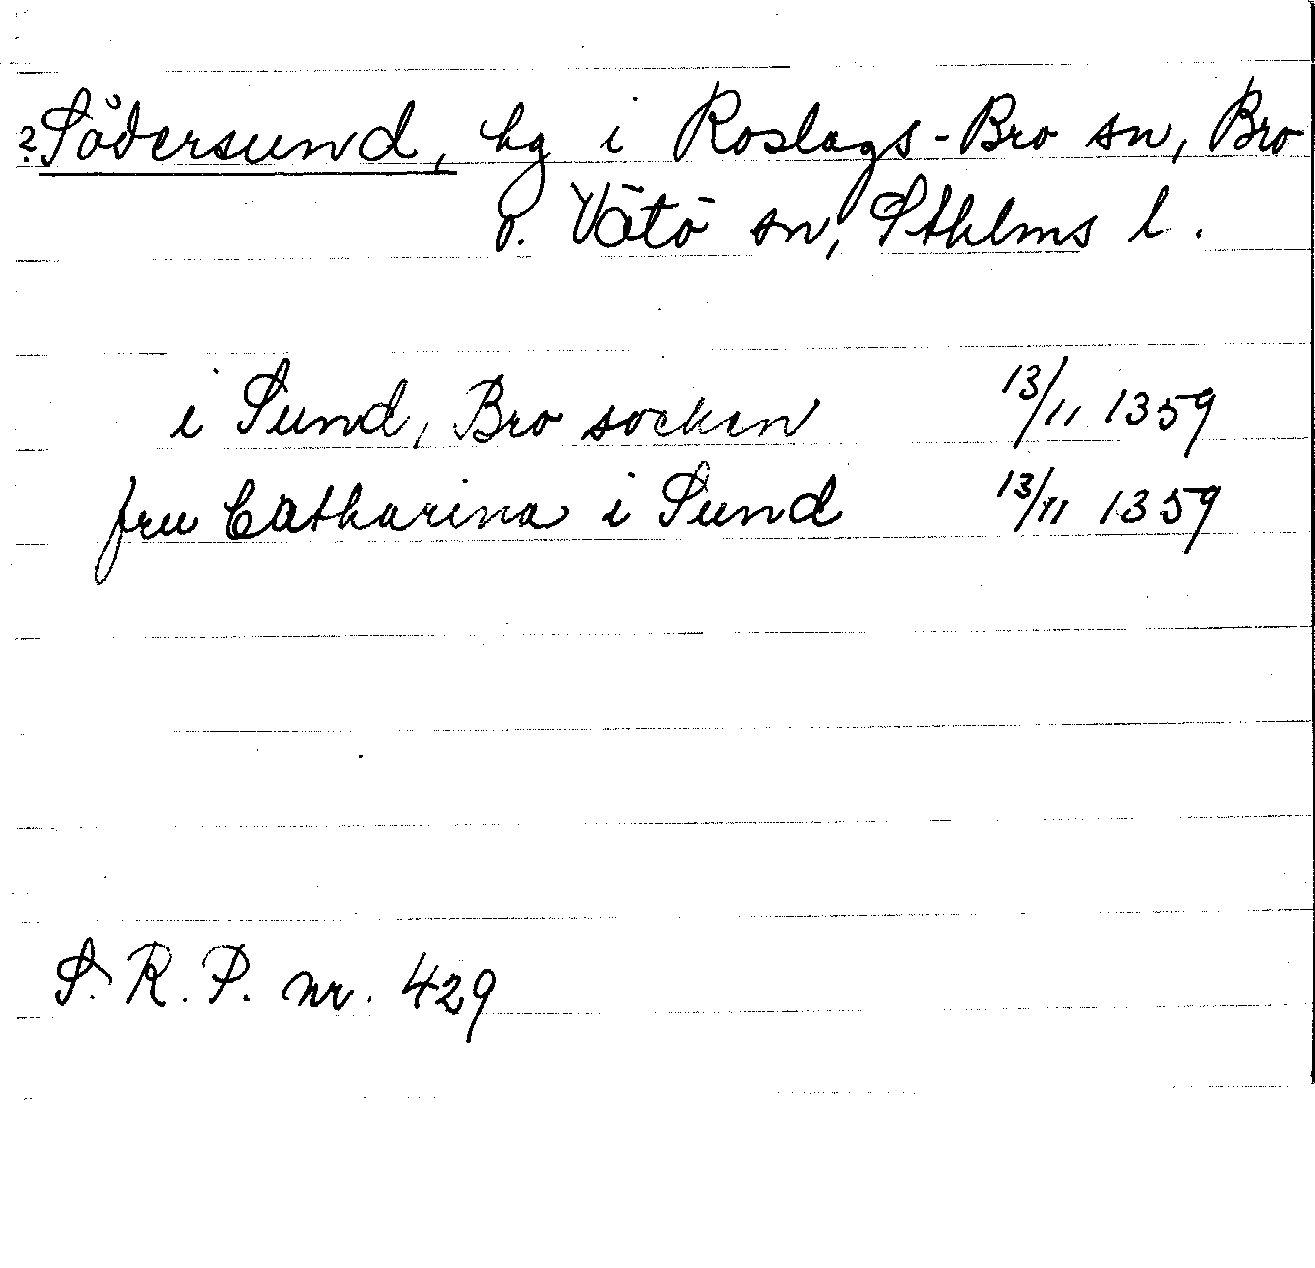 ? Södersund, hg i Roslags-Bro sn, Bro
o. Vätö sn, Sthlms l.
i Sund, Bro socken 13/11 1359
fru Catharina i Sund 13/11 1359
S. R. P. nr. 429